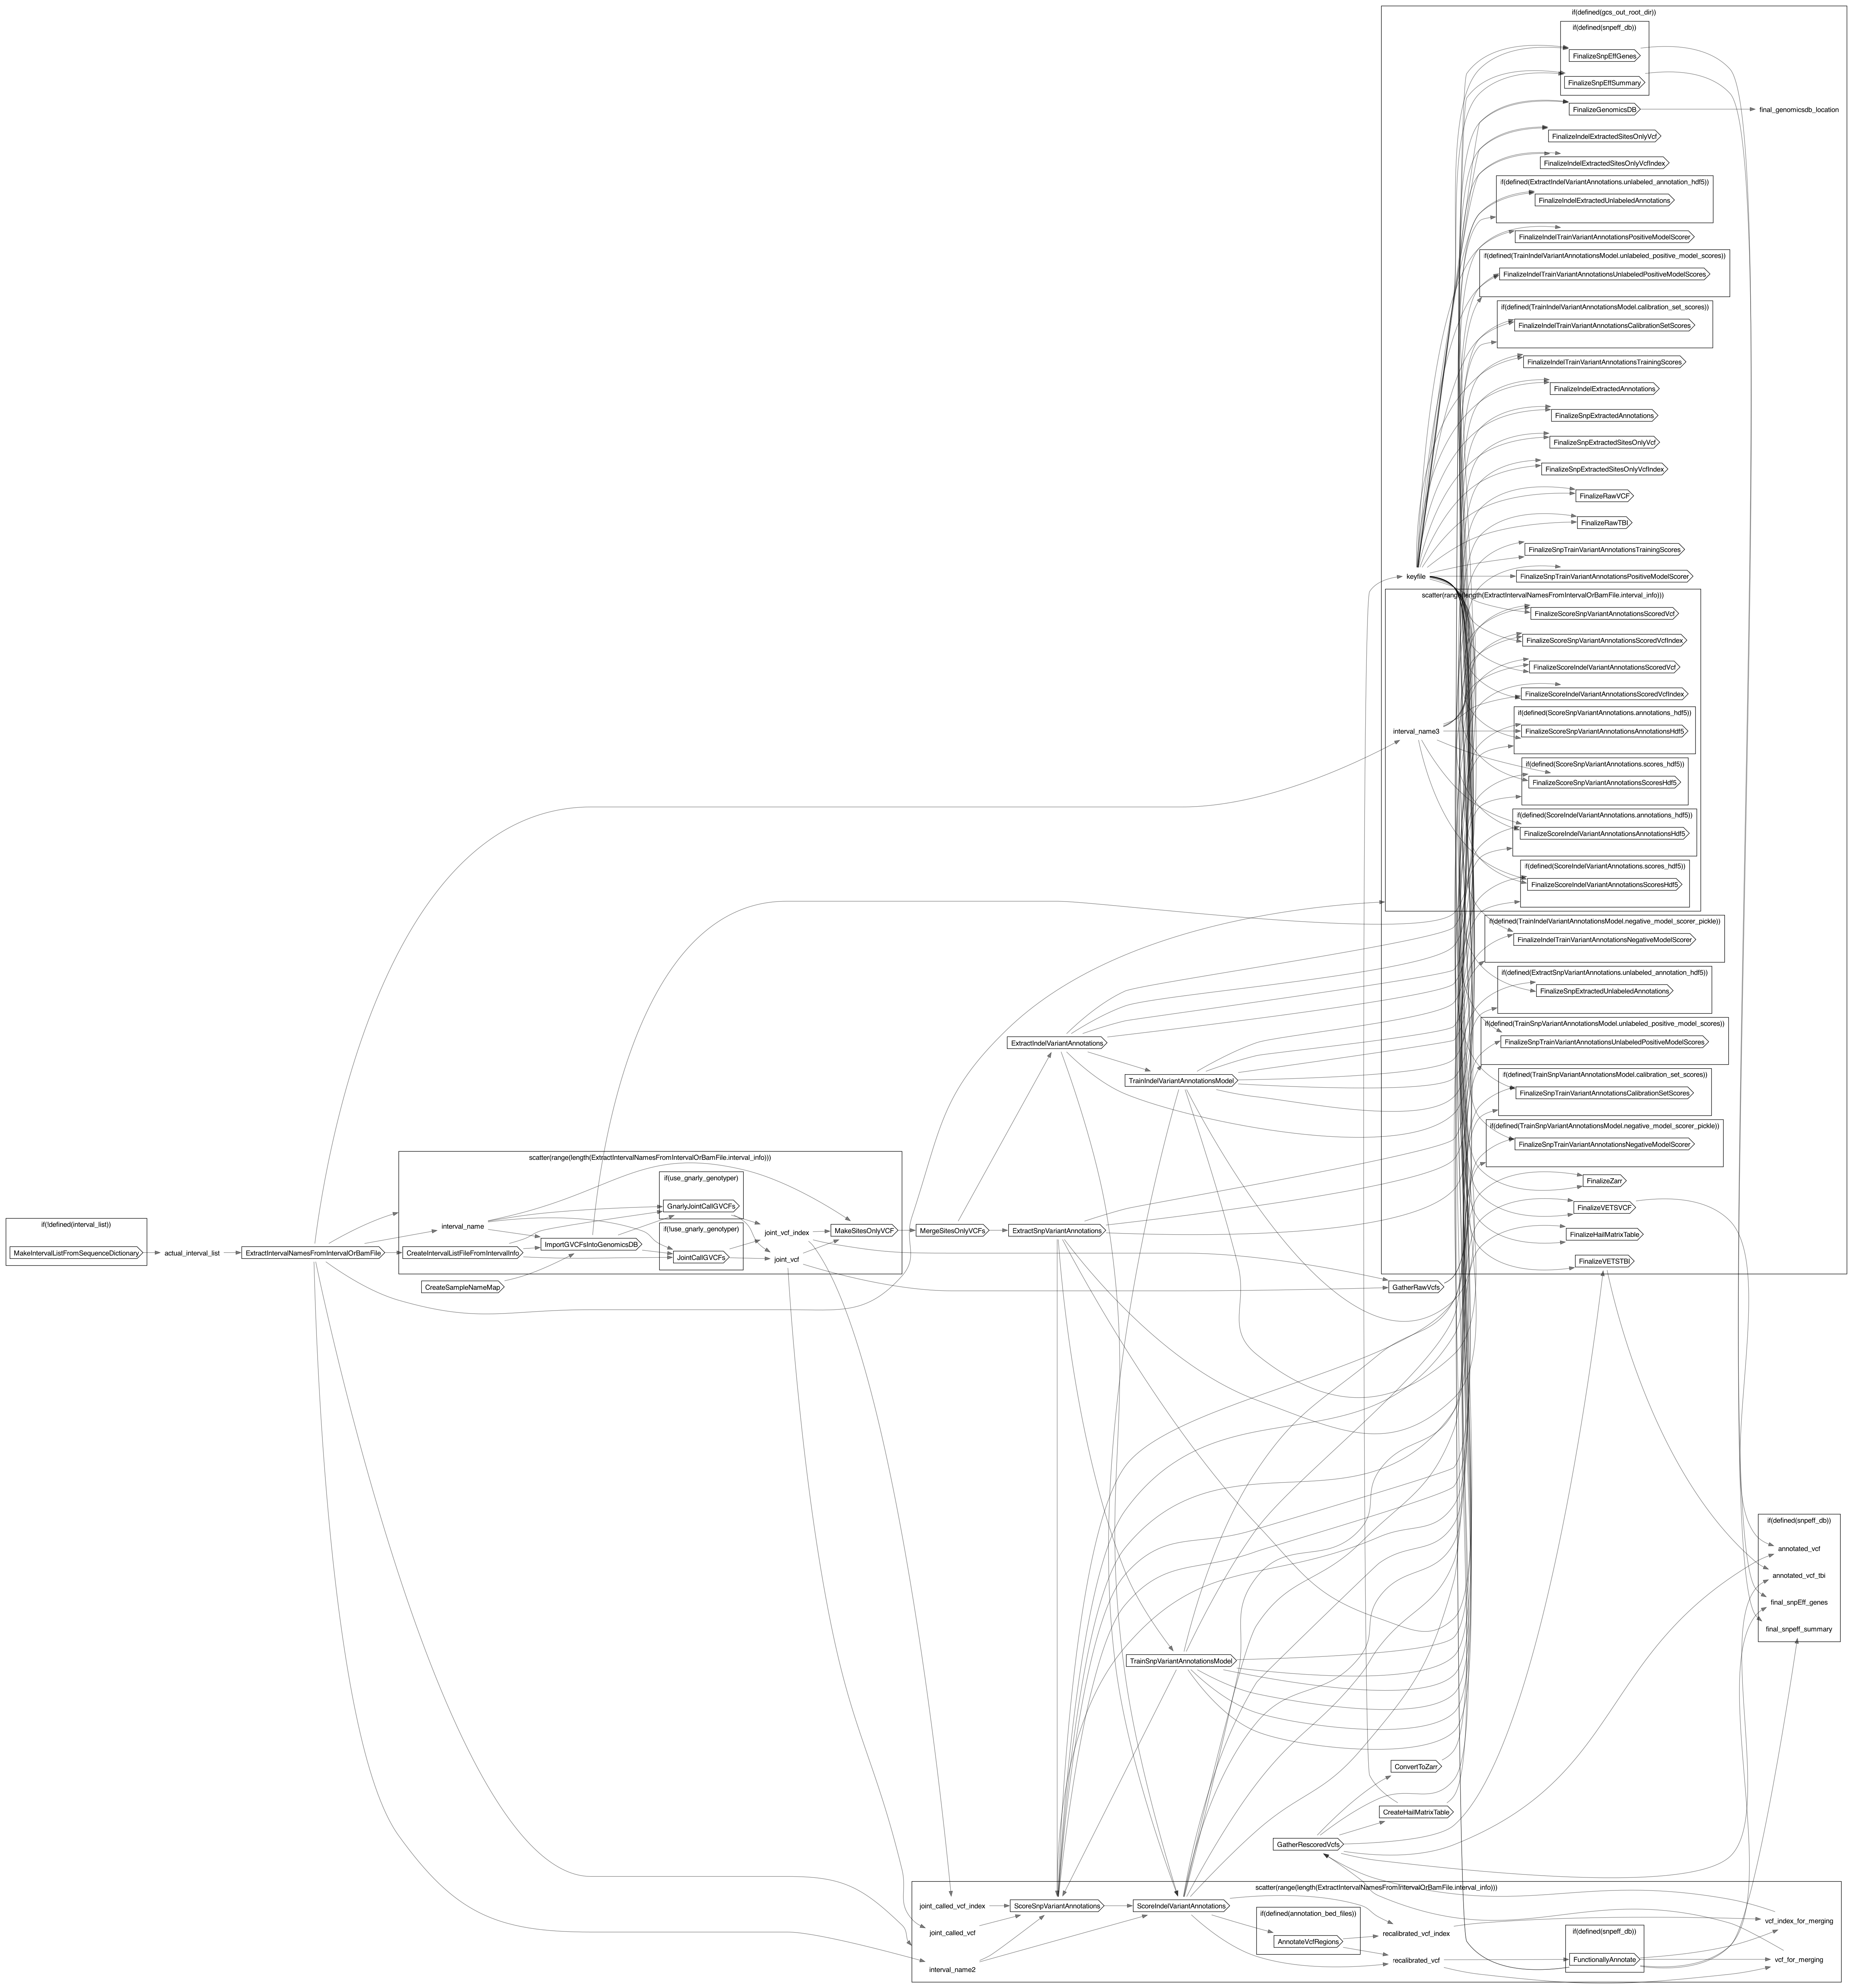 if(defined(gcs_out_root_dir))
if(defined(snpeff_db))
FinalizeSnpEffGenes
FinalizeSnpEffSummary
FinalizeGenomicsDB
final_genomicsdb_location
FinalizeIndelExtractedSitesOnlyVcf
FinalizeIndelExtractedSitesOnlyVcfIndex
if(defined(ExtractIndelVariantAnnotations.unlabeled_annotation_hdf5))
FinalizeIndelExtractedUnlabeledAnnotations
FinalizeIndelTrainVariantAnnotationsPositiveModelScorer
if(defined(TrainIndelVariantAnnotationsModel.unlabeled_positive_model_scores))
FinalizeIndelTrainVariantAnnotationsUnlabeledPositiveModelScores
if(defined(TrainIndelVariantAnnotationsModel.calibration_set_scores))
FinalizeIndelTrainVariantAnnotationsCalibrationSetScores
FinalizeIndelTrainVariantAnnotationsTrainingScores
FinalizeIndelExtractedAnnotations
FinalizeSnpExtractedAnnotations
FinalizeSnpExtractedSitesOnlyVcf
FinalizeSnpExtractedSitesOnlyVcfIndex
FinalizeRawVCF
FinalizeRawTBI
FinalizeSnpTrainVariantAnnotationsTrainingScores
keyfile
FinalizeSnpTrainVariantAnnotationsPositiveModelScorer
scatter(range(length(ExtractIntervalNamesFromIntervalOrBamFile.interval_info)))
FinalizeScoreSnpVariantAnnotationsScoredVcf
FinalizeScoreSnpVariantAnnotationsScoredVcfIndex
FinalizeScoreIndelVariantAnnotationsScoredVcf
FinalizeScoreIndelVariantAnnotationsScoredVcfIndex
if(defined(ScoreSnpVariantAnnotations.annotations_hdf5))
interval_name3
FinalizeScoreSnpVariantAnnotationsAnnotationsHdf5
if(defined(ScoreSnpVariantAnnotations.scores_hdf5))
FinalizeScoreSnpVariantAnnotationsScoresHdf5
if(defined(ScoreIndelVariantAnnotations.annotations_hdf5))
FinalizeScoreIndelVariantAnnotationsAnnotationsHdf5
if(defined(ScoreIndelVariantAnnotations.scores_hdf5))
FinalizeScoreIndelVariantAnnotationsScoresHdf5
if(defined(TrainIndelVariantAnnotationsModel.negative_model_scorer_pickle))
FinalizeIndelTrainVariantAnnotationsNegativeModelScorer
if(defined(ExtractSnpVariantAnnotations.unlabeled_annotation_hdf5))
FinalizeSnpExtractedUnlabeledAnnotations
if(defined(TrainSnpVariantAnnotationsModel.unlabeled_positive_model_scores))
FinalizeSnpTrainVariantAnnotationsUnlabeledPositiveModelScores
ExtractIndelVariantAnnotations
TrainIndelVariantAnnotationsModel
if(defined(TrainSnpVariantAnnotationsModel.calibration_set_scores))
FinalizeSnpTrainVariantAnnotationsCalibrationSetScores
if(defined(TrainSnpVariantAnnotationsModel.negative_model_scorer_pickle))
FinalizeSnpTrainVariantAnnotationsNegativeModelScorer
scatter(range(length(ExtractIntervalNamesFromIntervalOrBamFile.interval_info)))
if(use_gnarly_genotyper)
GnarlyJointCallGVCFs
FinalizeZarr
FinalizeVETSVCF
if(!defined(interval_list))
MakeIntervalListFromSequenceDictionary
actual_interval_list
ExtractIntervalNamesFromIntervalOrBamFile
interval_name
CreateIntervalListFileFromIntervalInfo
ImportGVCFsIntoGenomicsDB
if(!use_gnarly_genotyper)
JointCallGVCFs
joint_vcf_index
joint_vcf
MakeSitesOnlyVCF
MergeSitesOnlyVCFs
ExtractSnpVariantAnnotations
FinalizeHailMatrixTable
FinalizeVETSTBI
CreateSampleNameMap
GatherRawVcfs
if(defined(snpeff_db))
annotated_vcf
annotated_vcf_tbi
final_snpEff_genes
final_snpeff_summary
TrainSnpVariantAnnotationsModel
ConvertToZarr
CreateHailMatrixTable
GatherRescoredVcfs
scatter(range(length(ExtractIntervalNamesFromIntervalOrBamFile.interval_info)))
joint_called_vcf_index
ScoreSnpVariantAnnotations
ScoreIndelVariantAnnotations
if(defined(annotation_bed_files))
AnnotateVcfRegions
recalibrated_vcf_index
vcf_index_for_merging
joint_called_vcf
if(defined(snpeff_db))
FunctionallyAnnotate
recalibrated_vcf
vcf_for_merging
interval_name2